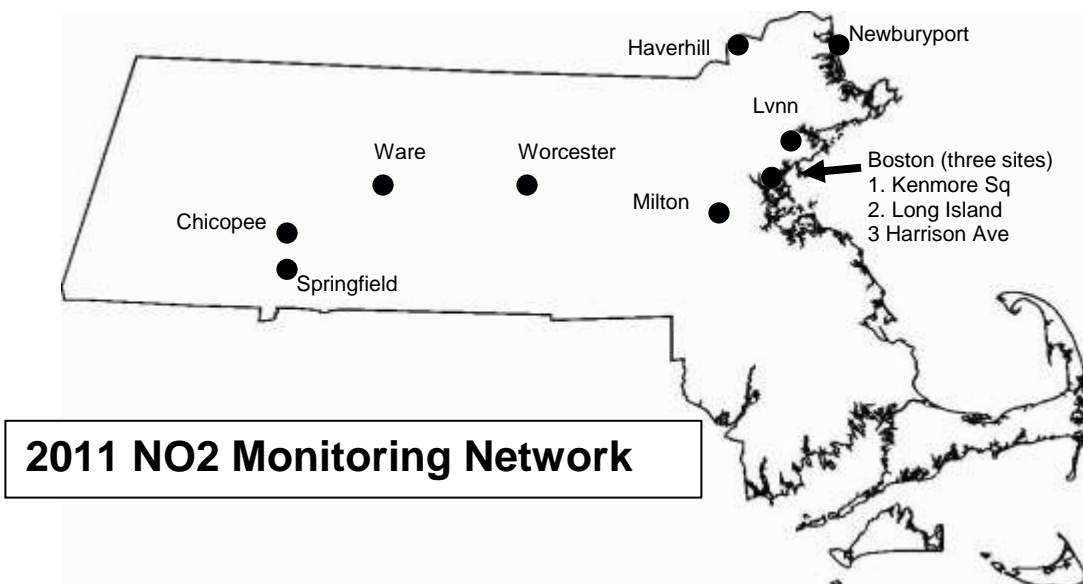 Haverhill
Newburyport
Lvnn
Ware
Worcester
Boston (three sites)
1. Kenmore Sq
2. Long Island
3 Harrison Ave
Milton
Chicopee
Springfield
2011 NO2 Monitoring Network